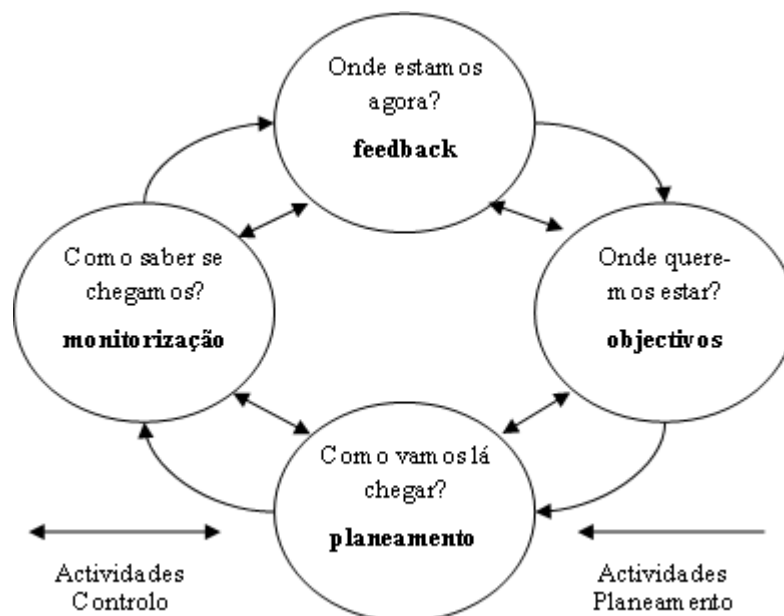 Onde estamos
agora?
feedback
Como saber se
chegamos?
monitorização
Onde quere-
mos estar?
objectivos
Como vamos lá
chegar?
planeamento
Actividades
Controlo
Actividades
Planeamento